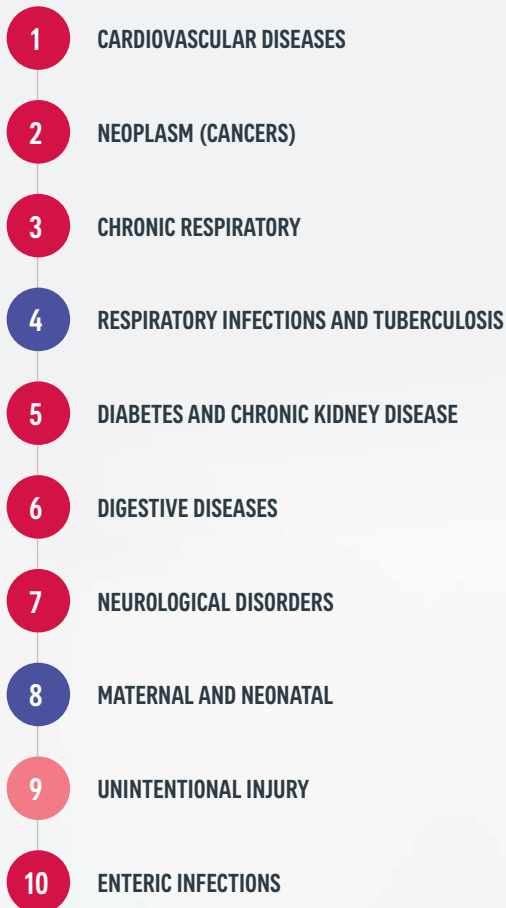 1 CARDIOVASCULAR DISEASES
2 NEOPLASM (CANCERS)
3 CHRONIC RESPIRATORY
4 RESPIRATORY INFECTIONS AND TUBERCULOSIS
5 DIABETES AND CHRONIC KIDNEY DISEASE
6 DIGESTIVE DISEASES
7 NEUROLOGICAL DISORDERS
8 MATERNAL AND NEONATAL
9 UNINTENTIONAL INJURY
10 ENTERIC INFECTIONS